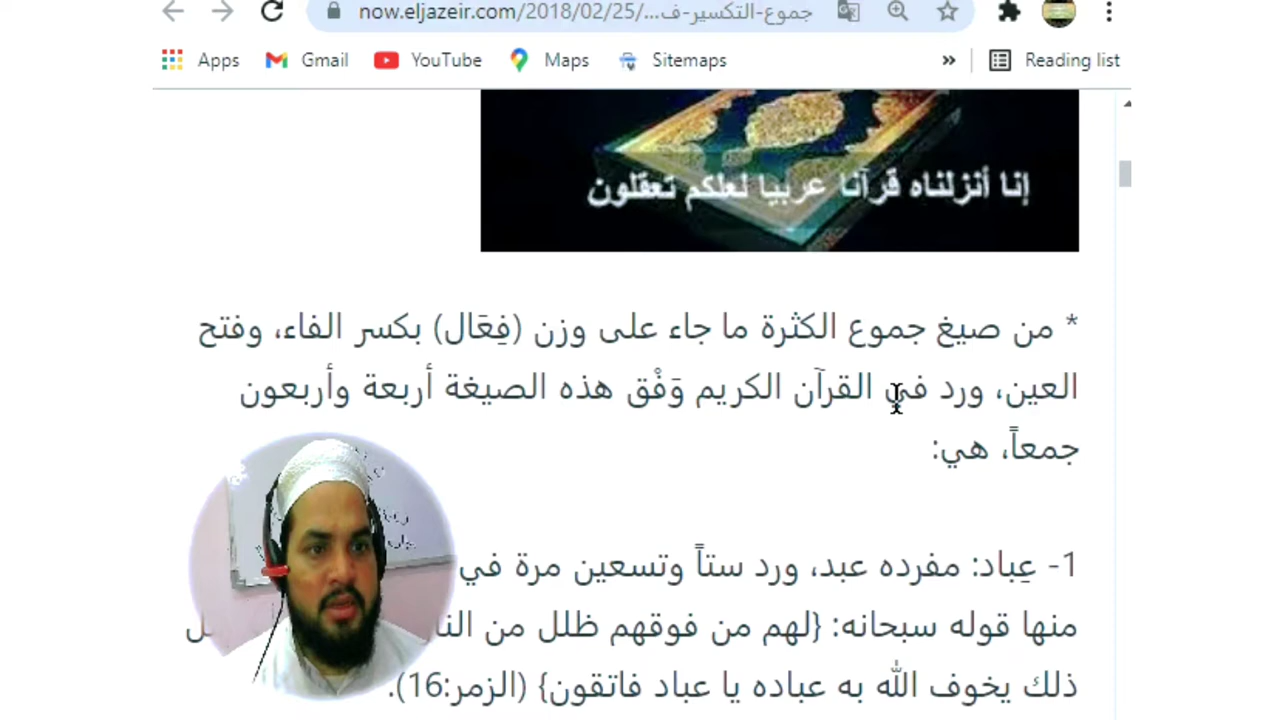 now.eljazeir.com/2018/02/25/...جموع-التكسير-ف
Apps Gmail YouTube Maps Sitemaps » Reading list
إنا أنزلناه قرآنا عربيا لعلكم تعقلون
* من صيغ جموع الكثرة ما جاء على وزن (فِعَال) بكسر الفاء، وفتح
العين، ورد في القرآن الكريم وَفْق هذه الصيغة أربعة وأربعون
جمعاً، هي:
1- عِباد: مفرده عبد، ورد ستاً وتسعين مرة في
منها قوله سبحانه: {لهم من فوقهم ظلل من
ذلك يخوف الله به عباده يا عباد فاتقون} (الزمر:16).